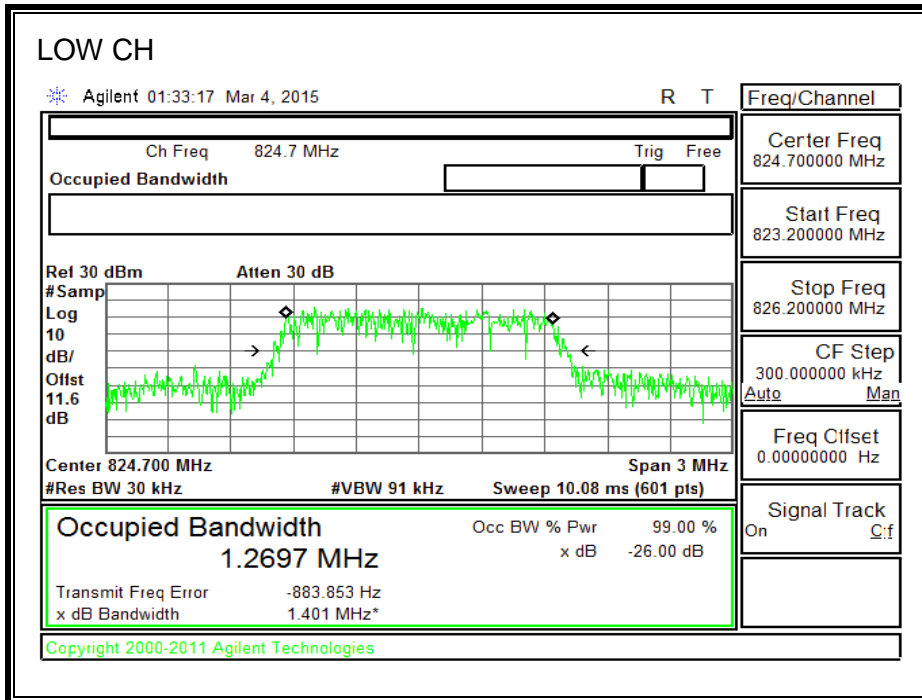 LOW CH
Agilent 01:33:17 Mar 4, 2015 R T
Freq/Channel
Ch Freq 824.7 MHz Trig Free
Occupied Bandwidth
Center Freq
824.700000 MHz
Start Freq
823.200000 MHz
Stop Freq
826.200000 MHz
CF Step
300.000000 kHz
Auto Man
Freq Offset
0.00000000 Hz
Signal Track
On Off
Ref 30 dBm Atten 30 dB
#Samp
Log
10
dB/
Offst
11.6
dB
Center 824.700 MHz Span 3 MHz
#Res BW 30 kHz #VBW 91 kHz Sweep 10.08 ms (601 pts)
Occupied Bandwidth
1.2697 MHz
Occ BW % Pwr 99.00 %
x dB -26.00 dB
Transmit Freq Error -883.853 Hz
x dB Bandwidth 1.401 MHz*
Copyright 2000-2011 Agilent Technologies